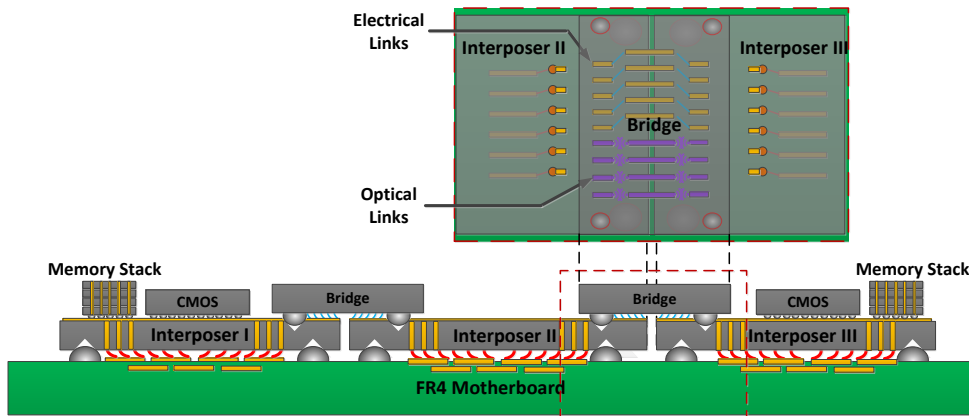 Electrical
Links
Interposer II
Interposer III
Bridge
Optical
Links
Memory Stack
CMOS
Bridge
Bridge
CMOS
Memory Stack
Interposer I
Interposer II
Interposer III
FR4 Motherboard